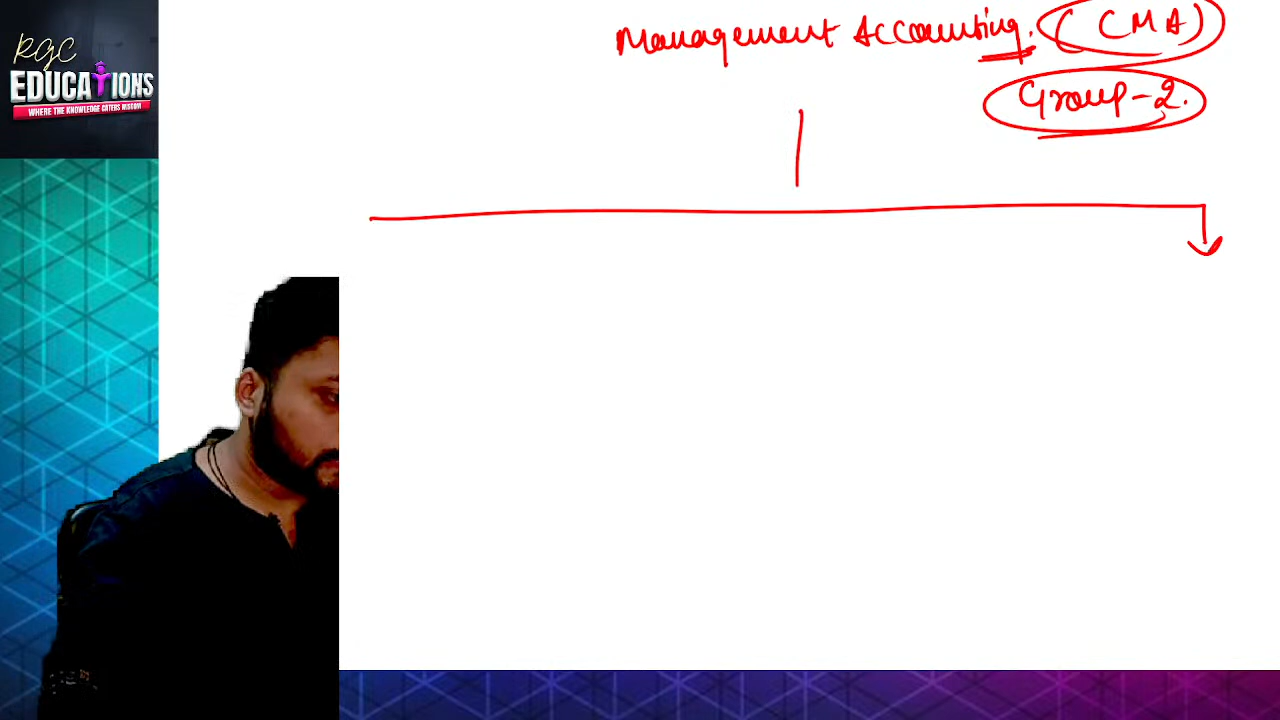 RGC
EDUCATIONS
WHERE THE KNOWLEDGE CATERS WISDOM
Management Accounting. (CMA)
Group-2.